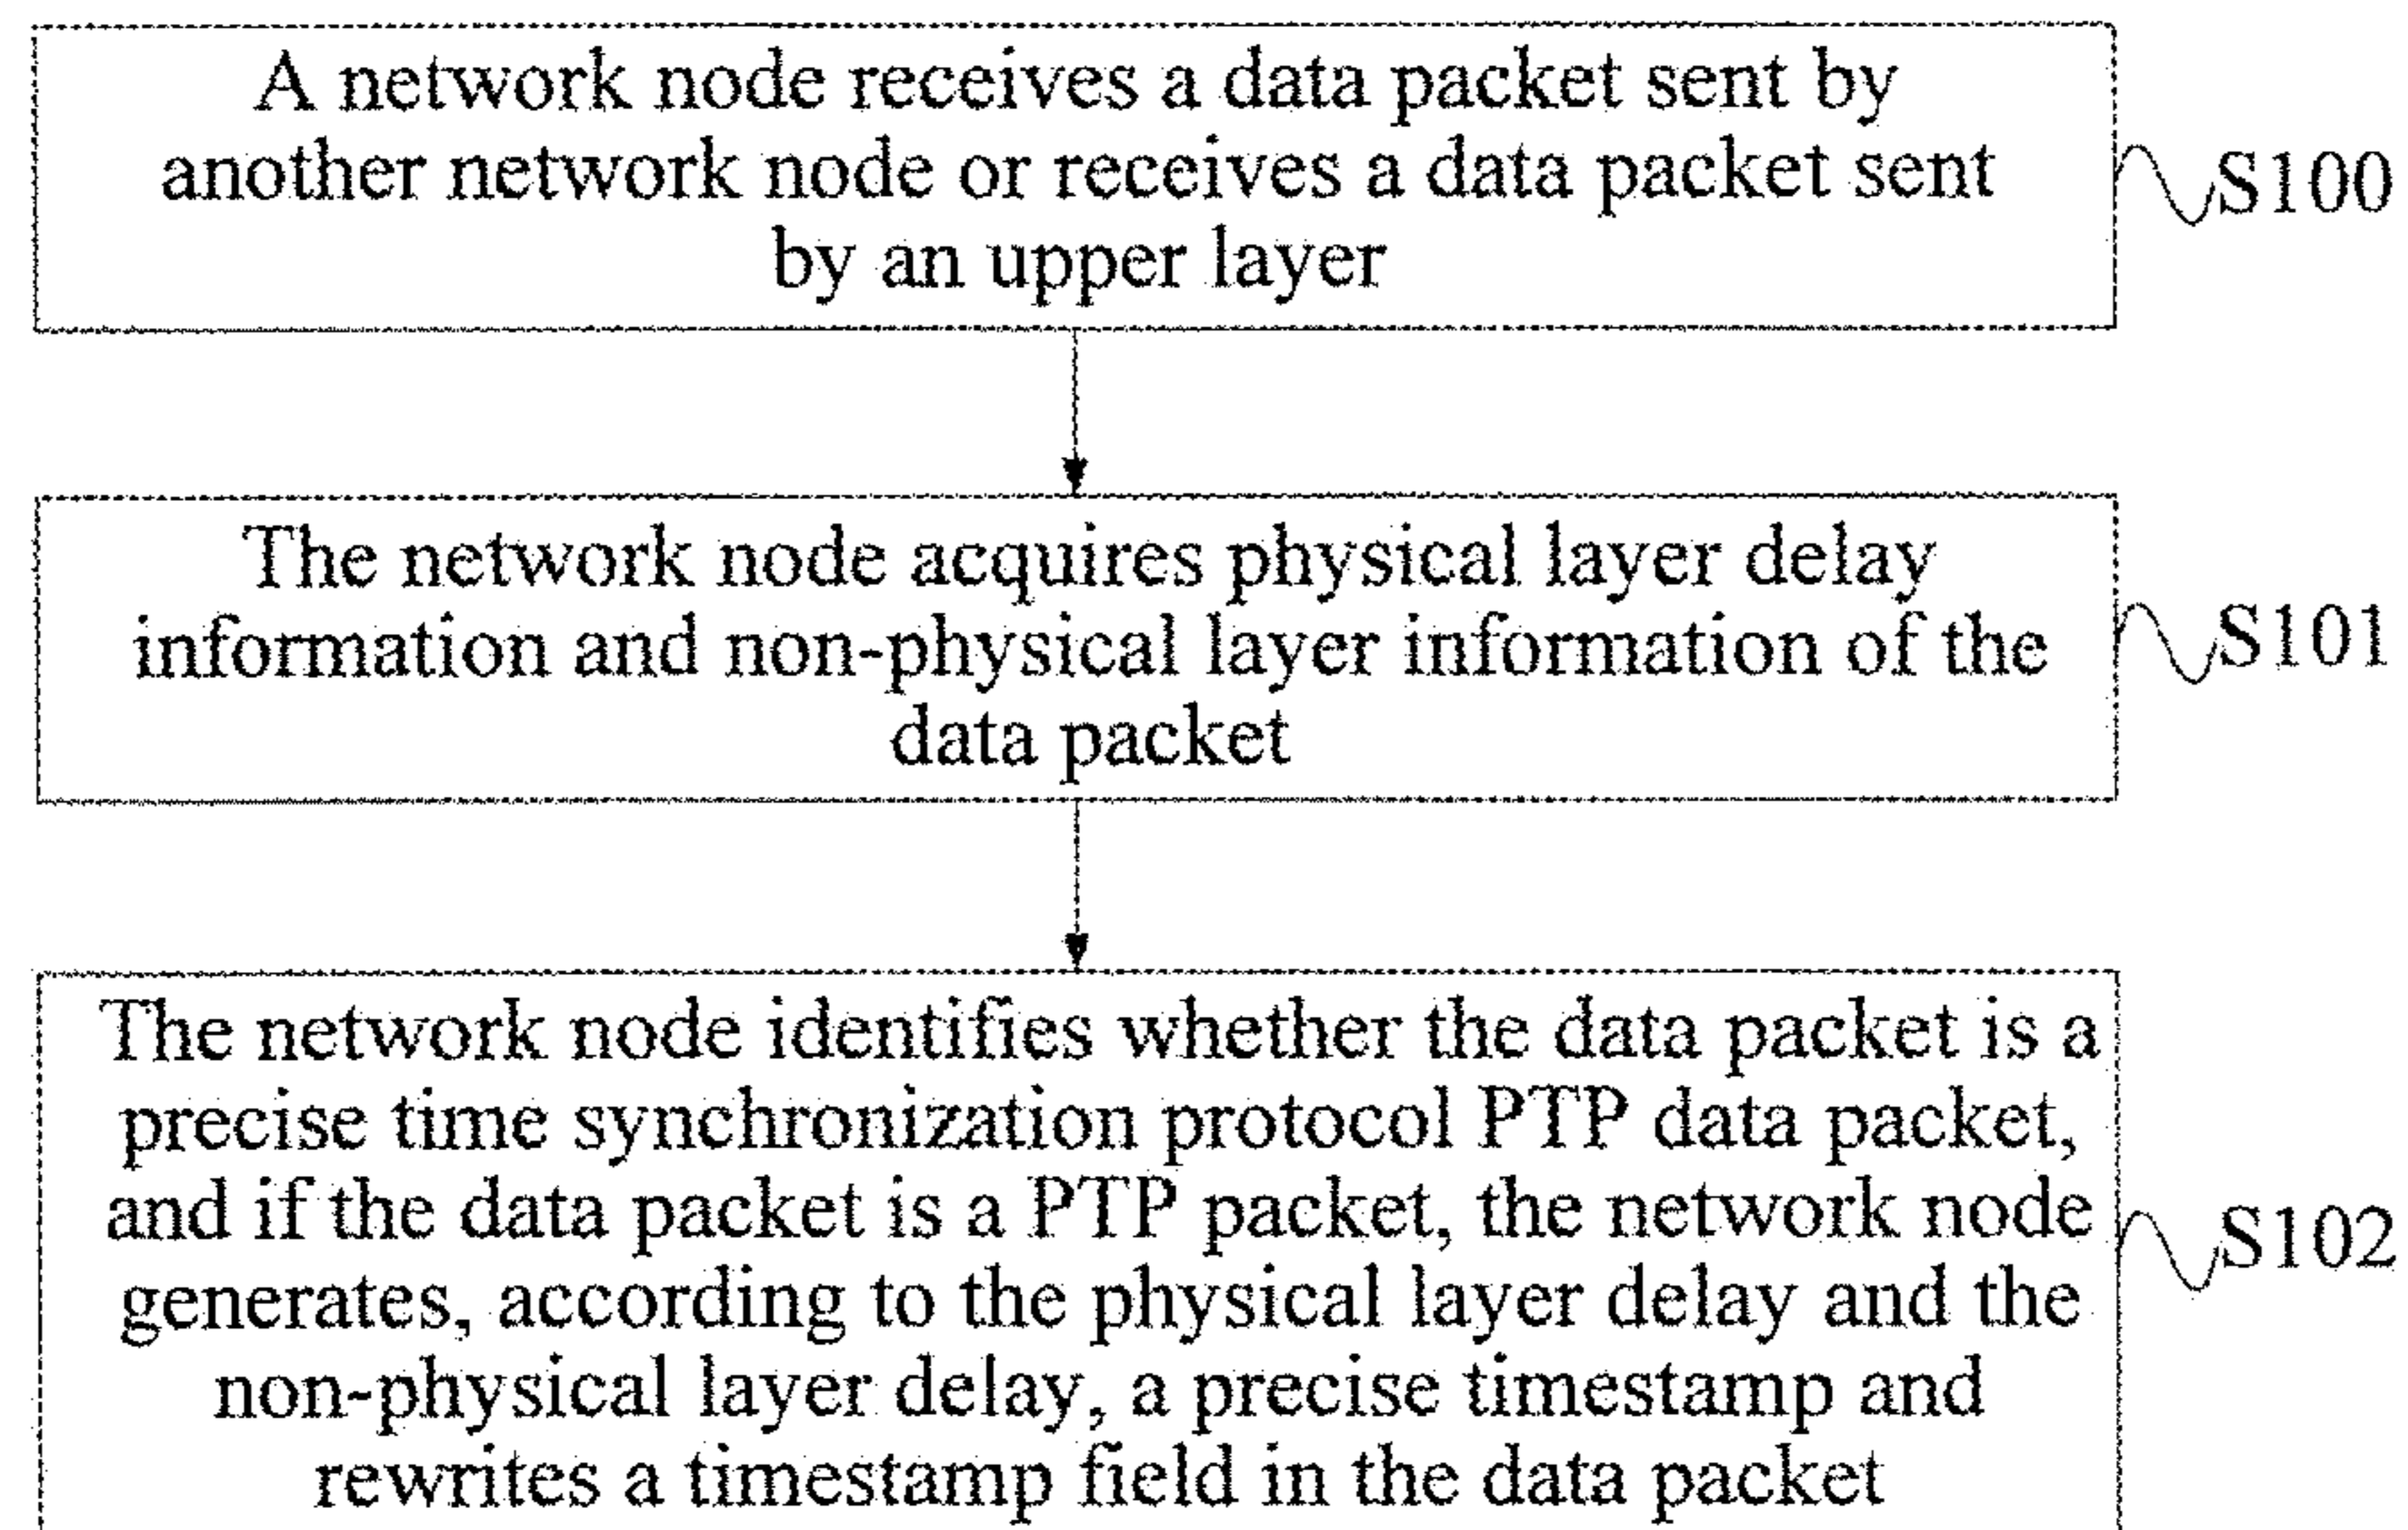 A network node receives a data packet sent by
another network node or receives a data packet sent
by an upper layer
S100
The network node acquires physical layer delay
information and non-physical layer information of the
data packet
S101
The network node identifies whether the data packet is a
precise time synchronization protocol PTP data packet,
and if the data packet is a PTP packet, the network node
generates, according to the physical layer delay and the
non-physical layer delay, a precise timestamp and
rewrites a timestamp field in the data packet
S102